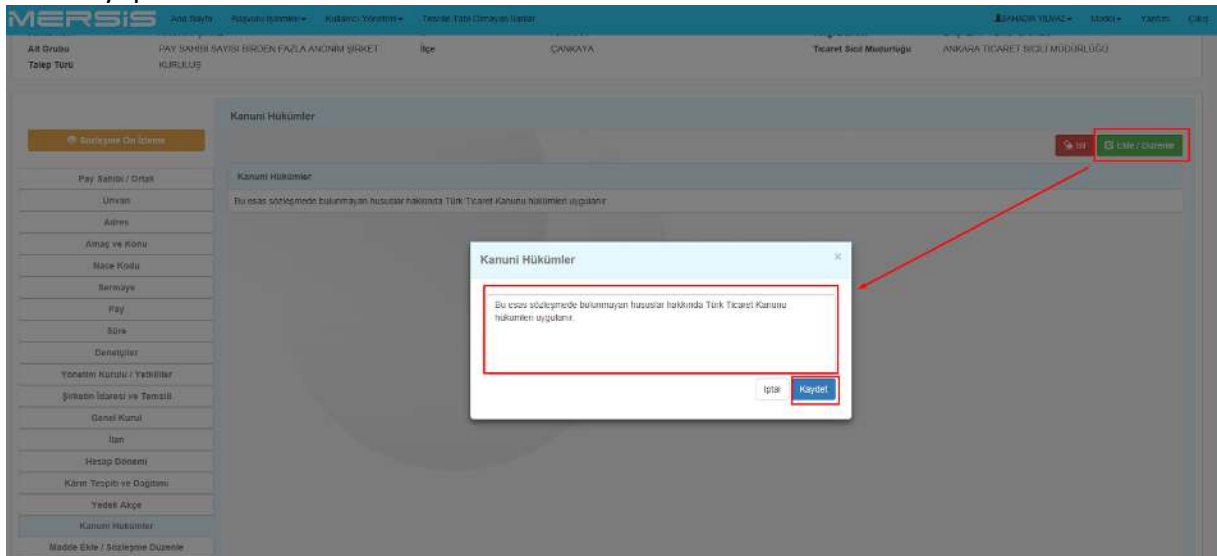 MERSİS Ana Sayfa Başvuru İşlemleri Kullanıcı Yönetimi Tescile Tabi Olmayan İlanlar YILMAZ Yardım Çıkış
Alt Grubu PAY SAHİBİ SAYISI BİRDEN FAZLA ANONİM ŞİRKET İlçe ÇANKAYA Ticaret Sicil Müdürlüğü ANKARA TİCARET SİCİLİ MÜDÜRLÜĞÜ
Talep Türü KURULUŞ
Kanuni Hükümler
Sözleşme Ön İzleme
Sil Ekle / Düzenle
Pay Sahibi / Ortak
Kanuni Hükümler
Unvan
Bu esas sözleşmede bulunmayan hususlar hakkında Türk Ticaret Kanunu hükümleri uygulanır.
Adres
Amaç ve Konu
Nace Kodu
Sermaye
Pay
Süre
Denetçiler
Yönetim Kurulu / Yetkililer
Şirketin İdaresi ve Temsili
Genel Kurul
İlan
Hesap Dönemi
Karın Tespiti ve Dağıtımı
Yedek Akçe
Kanuni Hükümler
Madde Ekle / Sözleşme Düzenle
Kanuni Hükümler ×
Bu esas sözleşmede bulunmayan hususlar hakkında Türk Ticaret Kanunu
hükümleri uygulanır.
İptal Kaydet